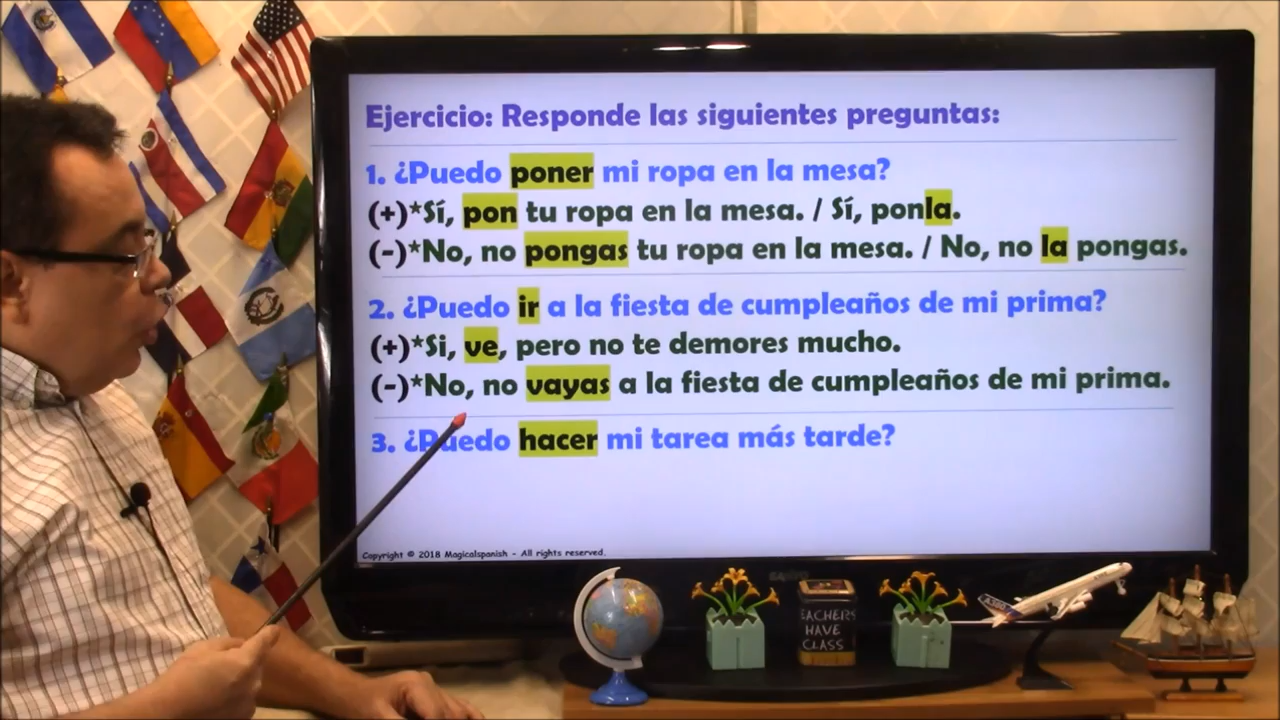 Ejercicio: Responde las siguientes preguntas:
1. ¿Puedo poner mi ropa en la mesa?
(+)*Sí, pon tu ropa en la mesa. / Sí, ponla.
(-)*No, no pongas tu ropa en la mesa. / No, no la pongas.
2. ¿Puedo ir a la fiesta de cumpleaños de mi prima?
(+)*Si, ve, pero no te demores mucho.
(-)*No, no vayas a la fiesta de cumpleaños de mi prima.
3. ¿Puedo hacer mi tarea más tarde?
Copyright © 2018 Magicalspanish - All rights reserved.
EACHERS
HAVE
CLASS
A380